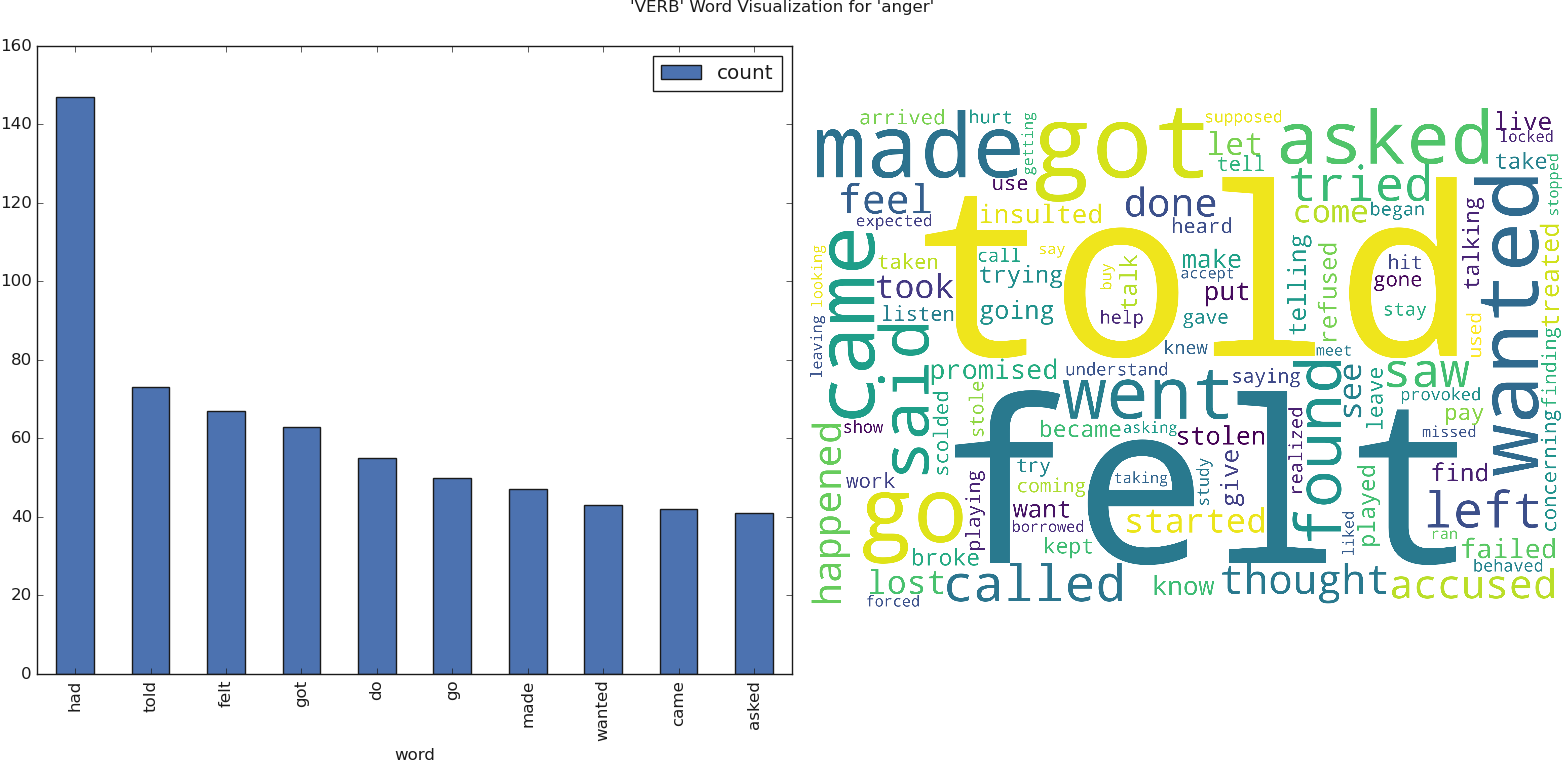 'VERB' Word Visualization for 'anger'
160
140
120
100
80
60
40
20
0
count
had
told
felt
got
do
go
made
wanted
came
asked
word
arrived
hurt
getting
supposed
live
locked
made
got
let
asked
tell
take
stopped
use
tried
feel
done
insulted
come
began
expected
heard
told
wanted
talking
treated
came
taken
call
say
make
hit
looking
took
trying
buy
talk
accept
put
telling
refused
gone
listen
going
help
gave
stay
used
leaving
said
knew
meet
finding
promised
understand
saying
found
see
saw
went
leave
provoked
concerning
stole
pay
show
scolded
became
asking
stolen
realized
missed
happened
felt
work
try
taking
study
give
find
coming
played
go
playing
want
started
left
borrowed
liked
ran
broke
kept
failed
behaved
lost
called
know
thought
accused
forced